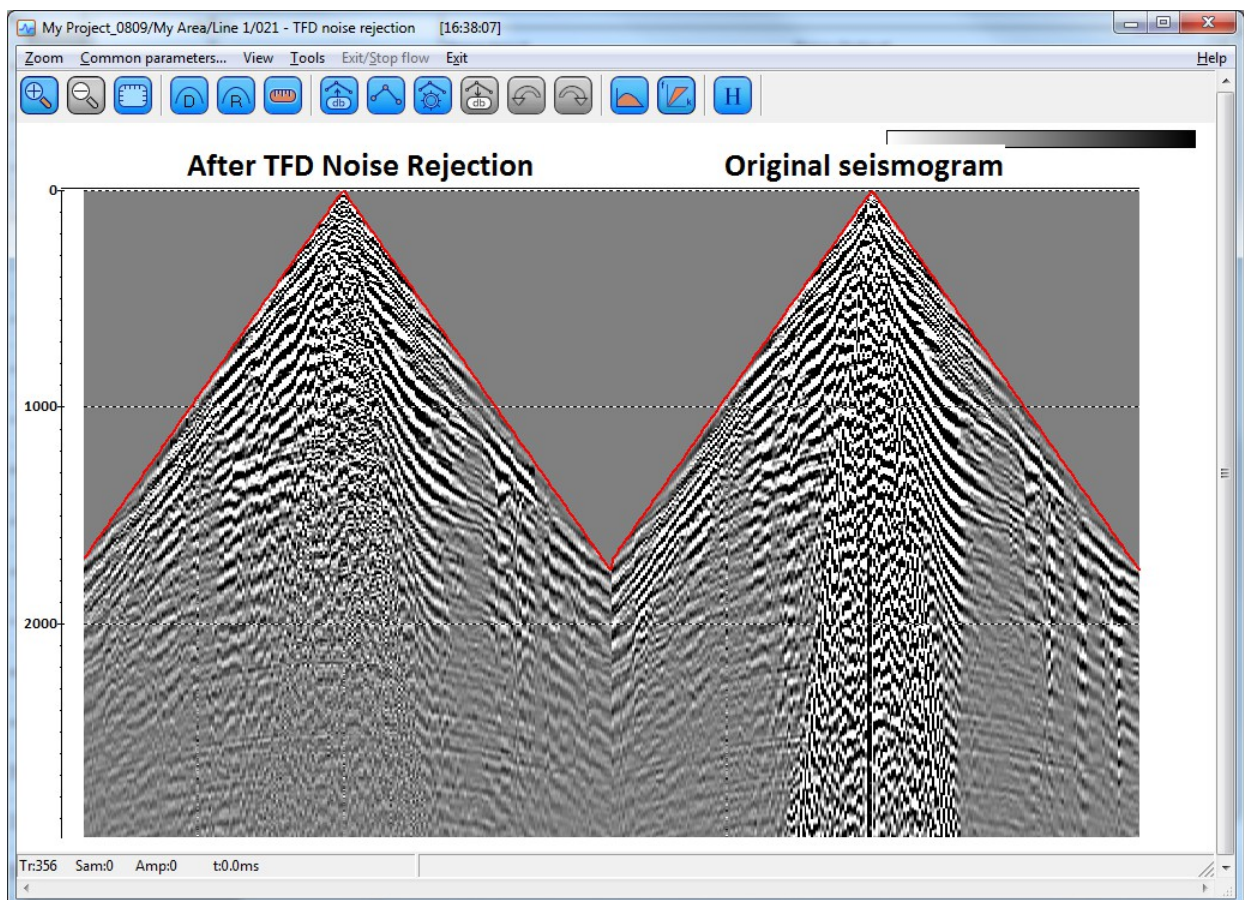 My Project_0809/My Area/Line 1/021 - TFD noise rejection [16:38:07]
Zoom Common parameters... View Tools Exit/Stop flow Exit Help
D R db db f k H
After TFD Noise Rejection Original seismogram
0
1000
2000
Tr:356 Sam:0 Amp:0 t:0.0ms